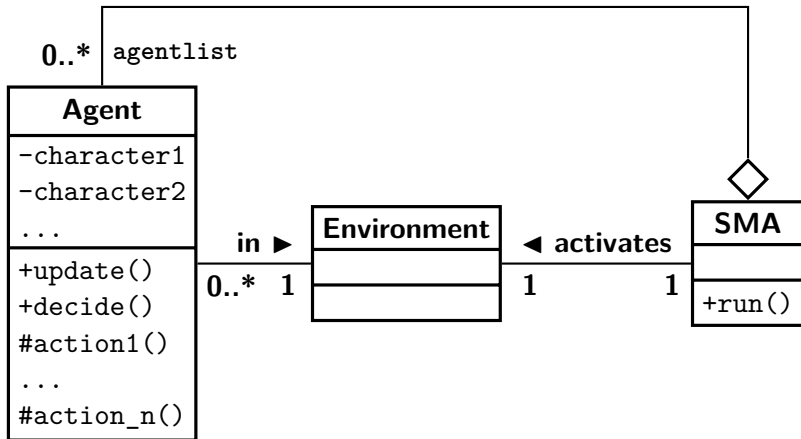 0..* agentlist
Agent
-character1
-character2
...
+update()
+decide()
#action1()
...
#action_n()
in ►
0..* 1
Environment
◄ activates
1 1
SMA
+run()